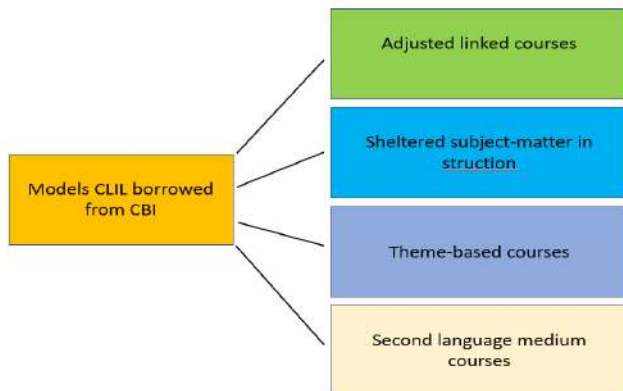 Adjusted linked courses
Sheltered subject-matter in
struction
Models CLIL borrowed
from CBI
Theme-based courses
Second language medium
courses